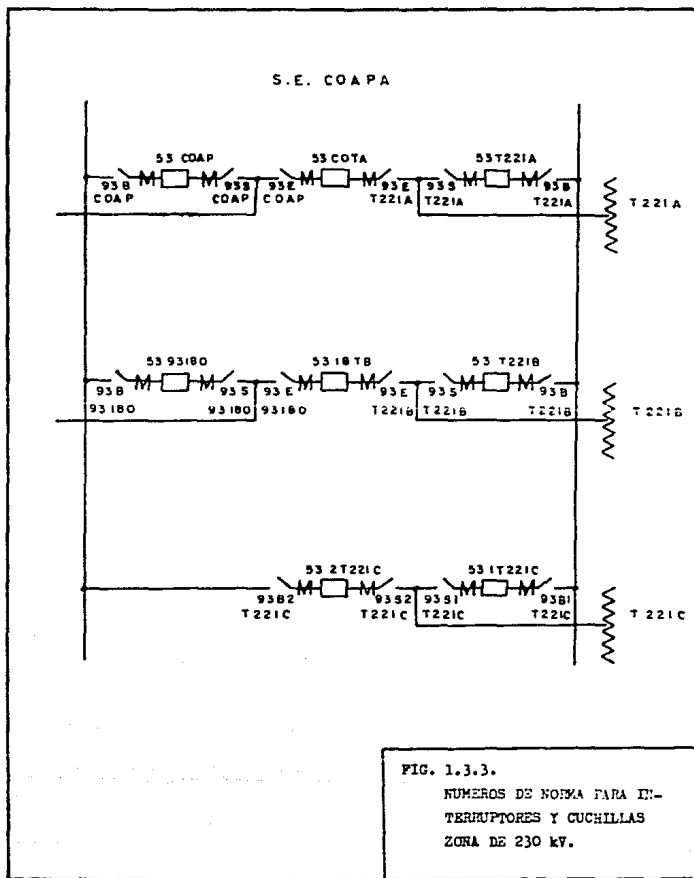 S.E. COAPA
53 COAP 53 COTA 53 T221A
93B 93S 93E 93E 93S 93B
COAP COAP COAP T221A T221A T221A
T221A
53 93180 53 18TB 53 T221B
93B 93S 93E 93E 93S 93B
93180 93180 93180 T221B T221B T221B
T221B
53 2T221C 53 1T221C
93B2 93S2 93S1 93B1
T221C T221C T221C T221C
T221C
FIG. 1.3.3.
NUMEROS DE NORMA PARA IN-
TERRUPTORES Y CUCHILLAS
ZONA DE 230 kV.